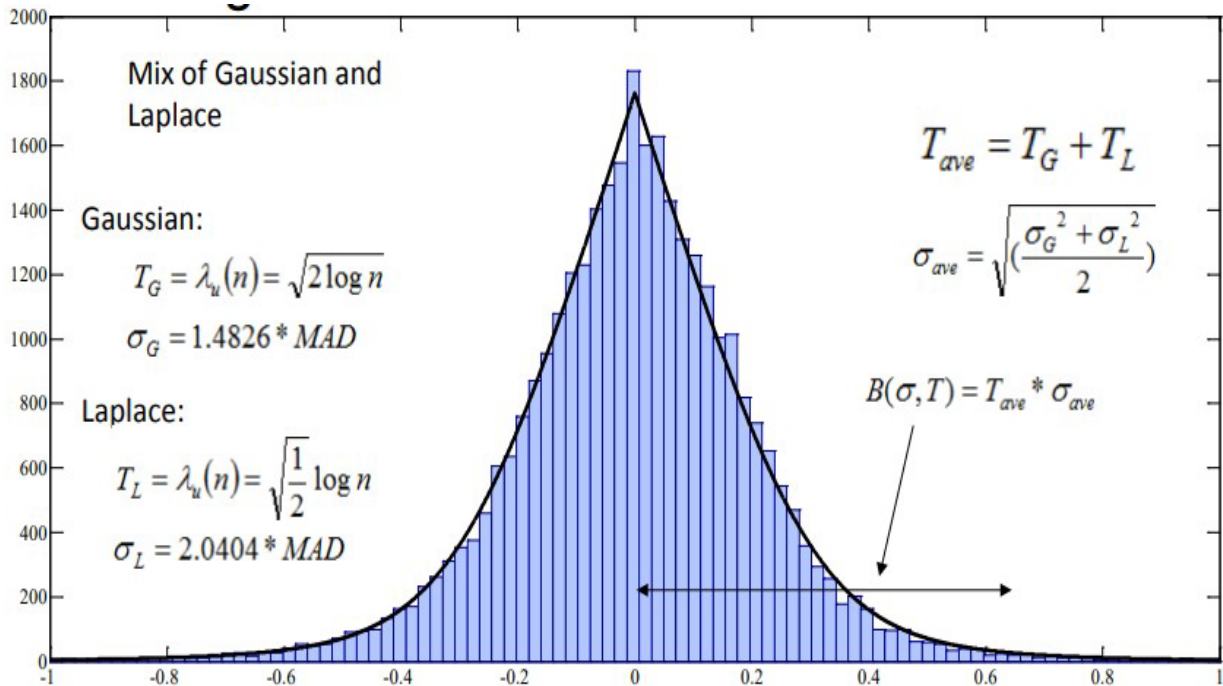 Mix of Gaussian and
Laplace
Gaussian:
T_G = λ_u(n) = √(2 log n)
σ_G = 1.4826 * MAD
Laplace:
T_L = λ_u(n) = √(1/2) log n
σ_L = 2.0404 * MAD
T_ave = T_G + T_L
σ_ave = √((σ_G² + σ_L²)/2)
B(σ,T) = T_ave * σ_ave
2000
1800
1600
1400
1200
1000
800
600
400
200
0
-1 -0.8 -0.6 -0.4 -0.2 0 0.2 0.4 0.6 0.8 1